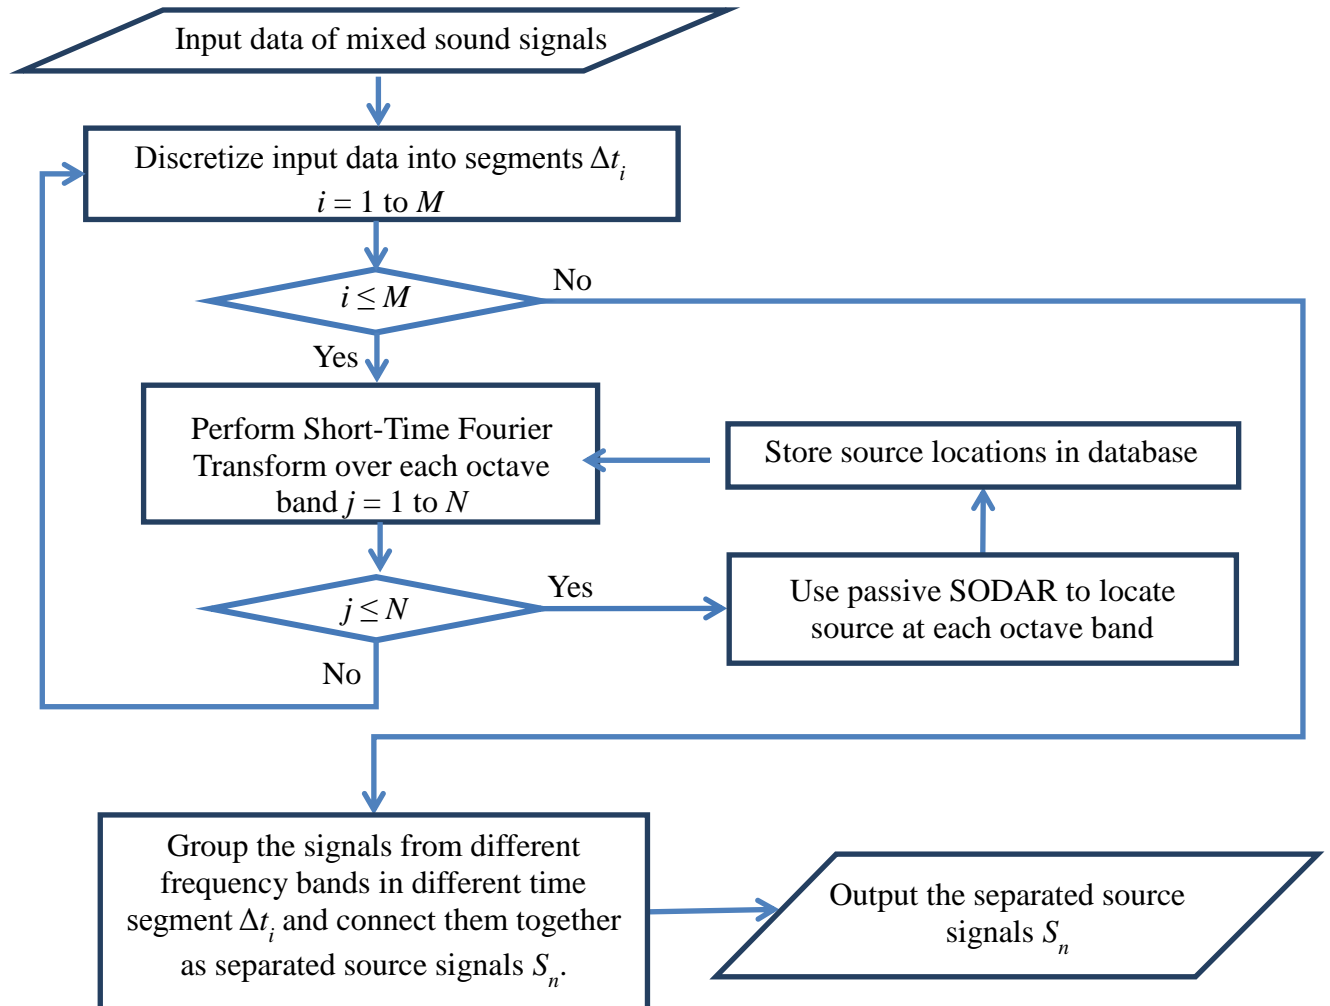 Input data of mixed sound signals
Discretize input data into segments Δt_i
i = 1 to M
i ≤ M
No
Yes
Perform Short-Time Fourier
Transform over each octave
band j = 1 to N
Store source locations in database
j ≤ N
Yes
Use passive SODAR to locate
source at each octave band
No
Group the signals from different
frequency bands in different time
segment Δt_i and connect them together
as separated source signals S_n.
Output the separated source
signals S_n